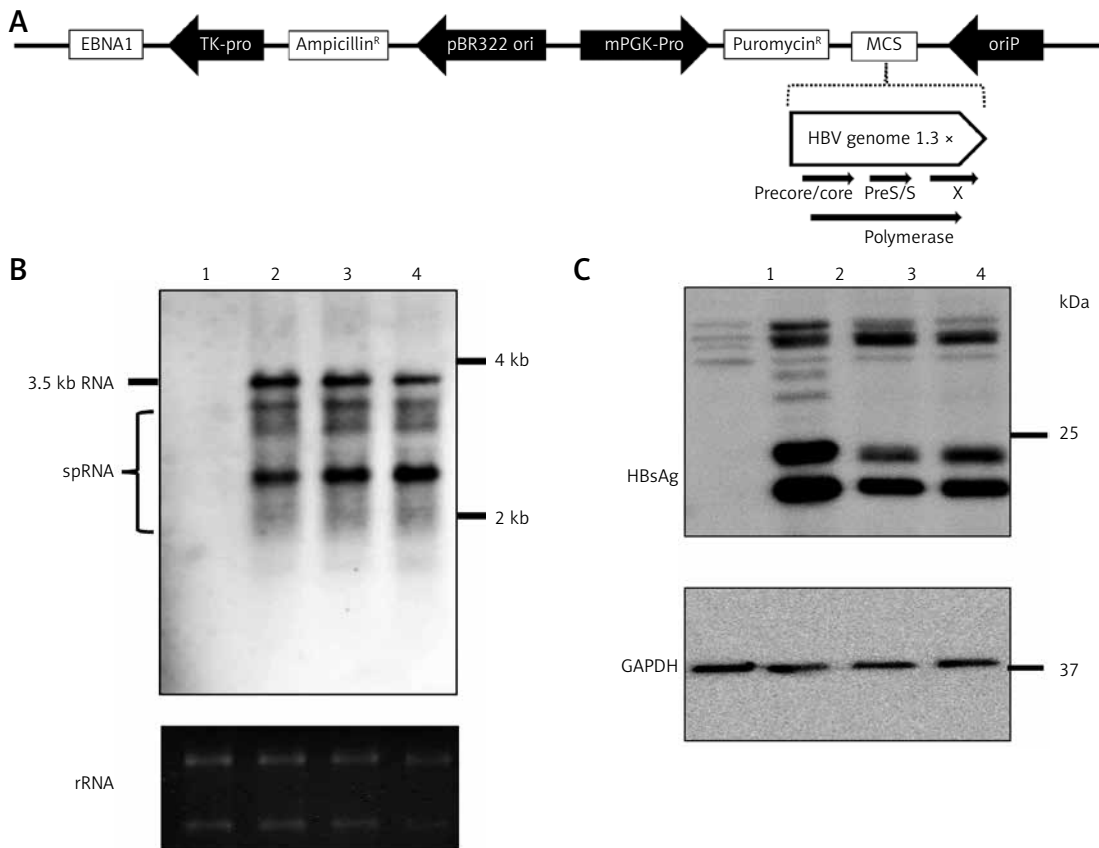 A
EBNA1 TK-pro Ampicillinᴿ pBR322 ori mPGK-Pro Puromycinᴿ MCS oriP
HBV genome 1.3 ×
Precore/core PreS/S X
Polymerase
B
1 2 3 4
4 kb
3.5 kb RNA
spRNA
2 kb
rRNA
C
1 2 3 4
kDa
25
HBsAg
GAPDH
37